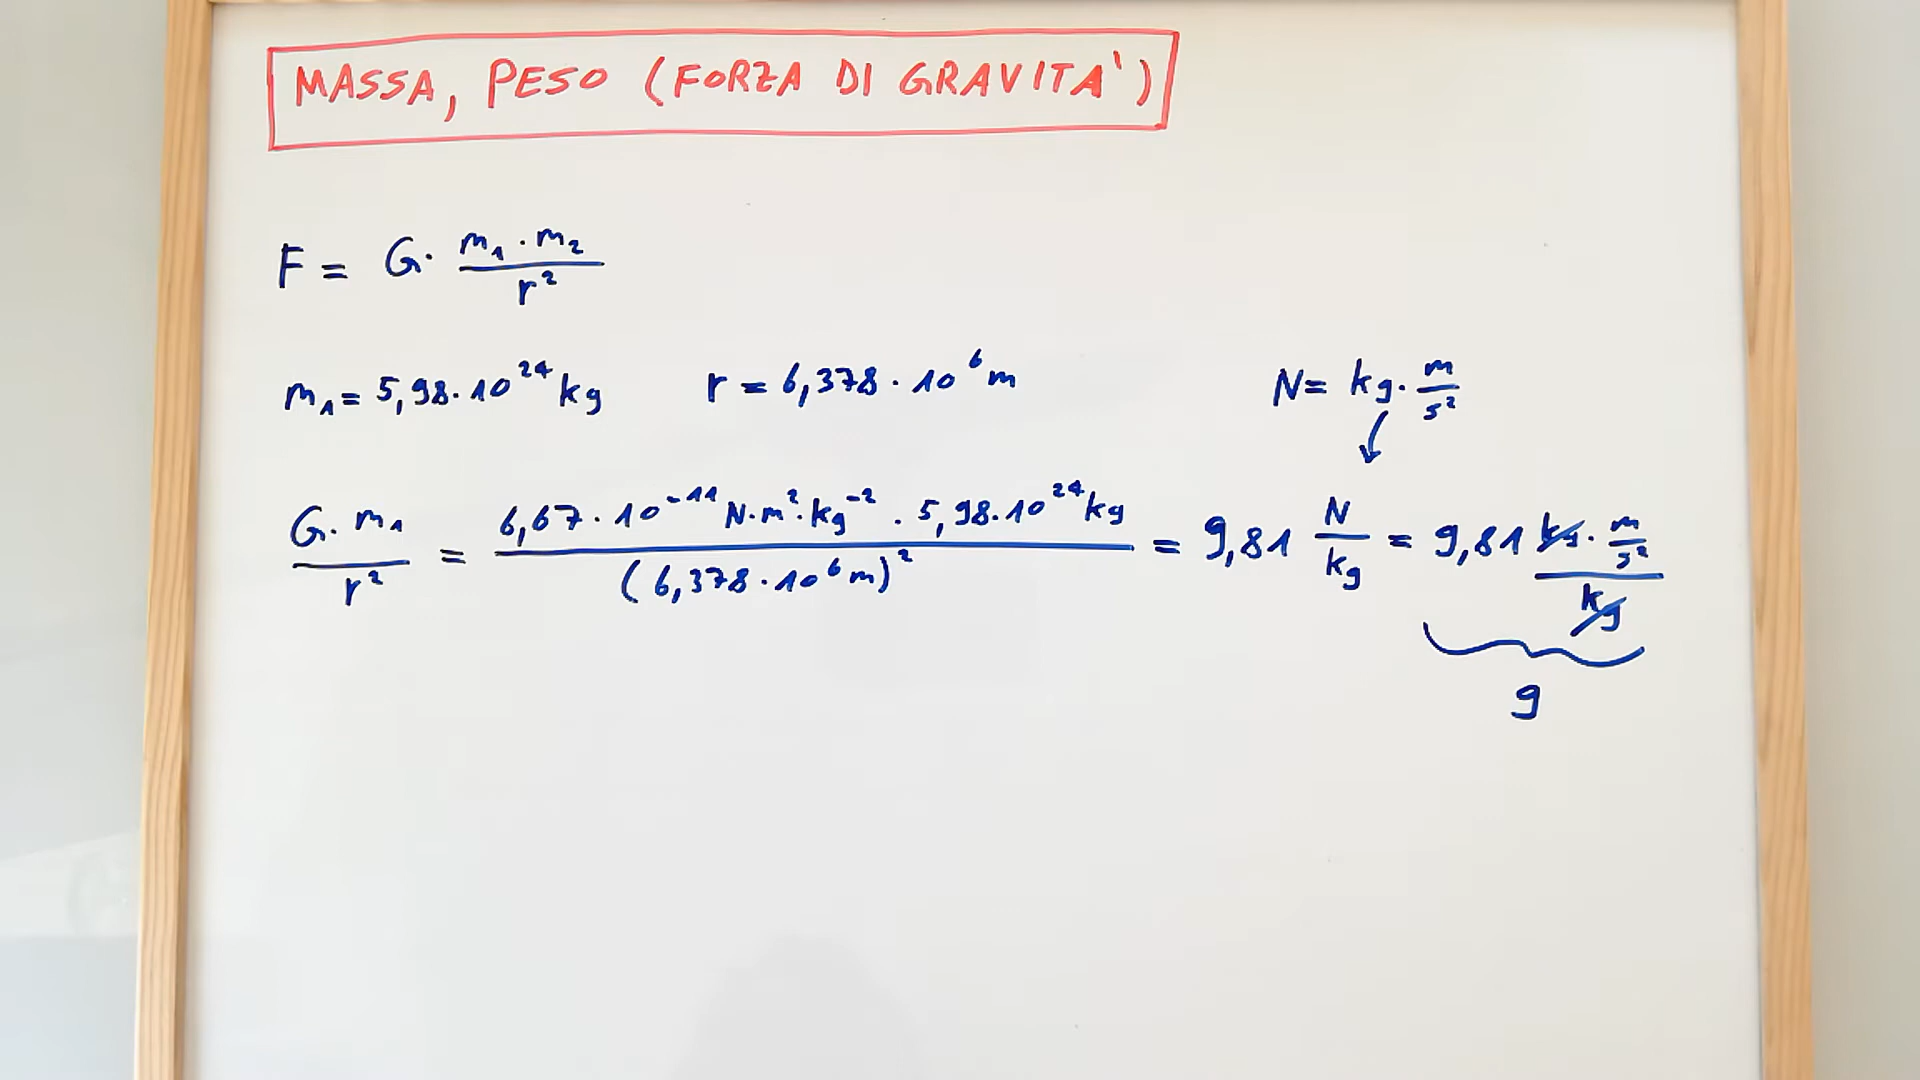 MASSA, PESO (FORZA DI GRAVITA')
F = G · m₁ · m₂ / r²
m₁ = 5,98 · 10²⁴ kg r = 6,378 · 10⁶ m N = kg · m/s²
G · m₁ / r² = 6,67 · 10⁻¹¹ N · m² · kg⁻² · 5,98 · 10²⁴ kg / (6,378 · 10⁶ m)² = 9,81 N/kg = 9,81 kg · m/s² / kg
g